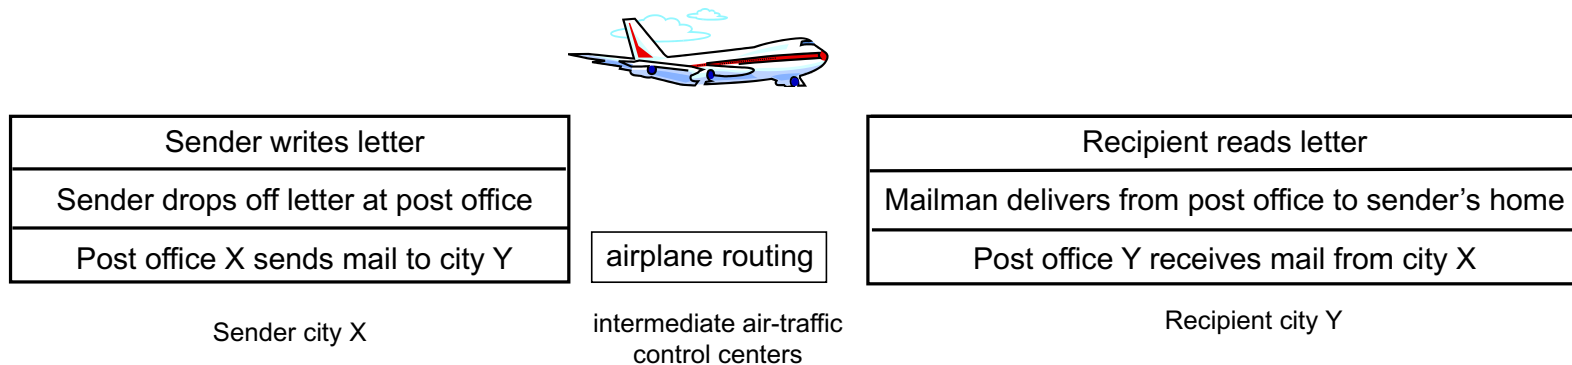 Sender writes letter
Sender drops off letter at post office
Post office X sends mail to city Y
Sender city X
airplane routing
intermediate air-traffic
control centers
Recipient reads letter
Mailman delivers from post office to sender’s home
Post office Y receives mail from city X
Recipient city Y